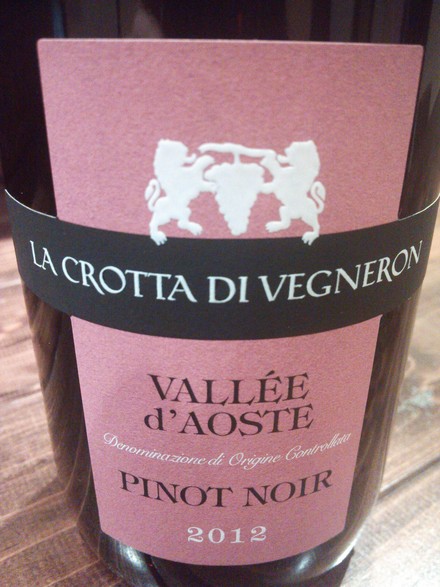 LA CROTTA DI VEGNERON
VALLÉE
d'AOSTE
Denominazione di Origine Controllata
PINOT NOIR
2012